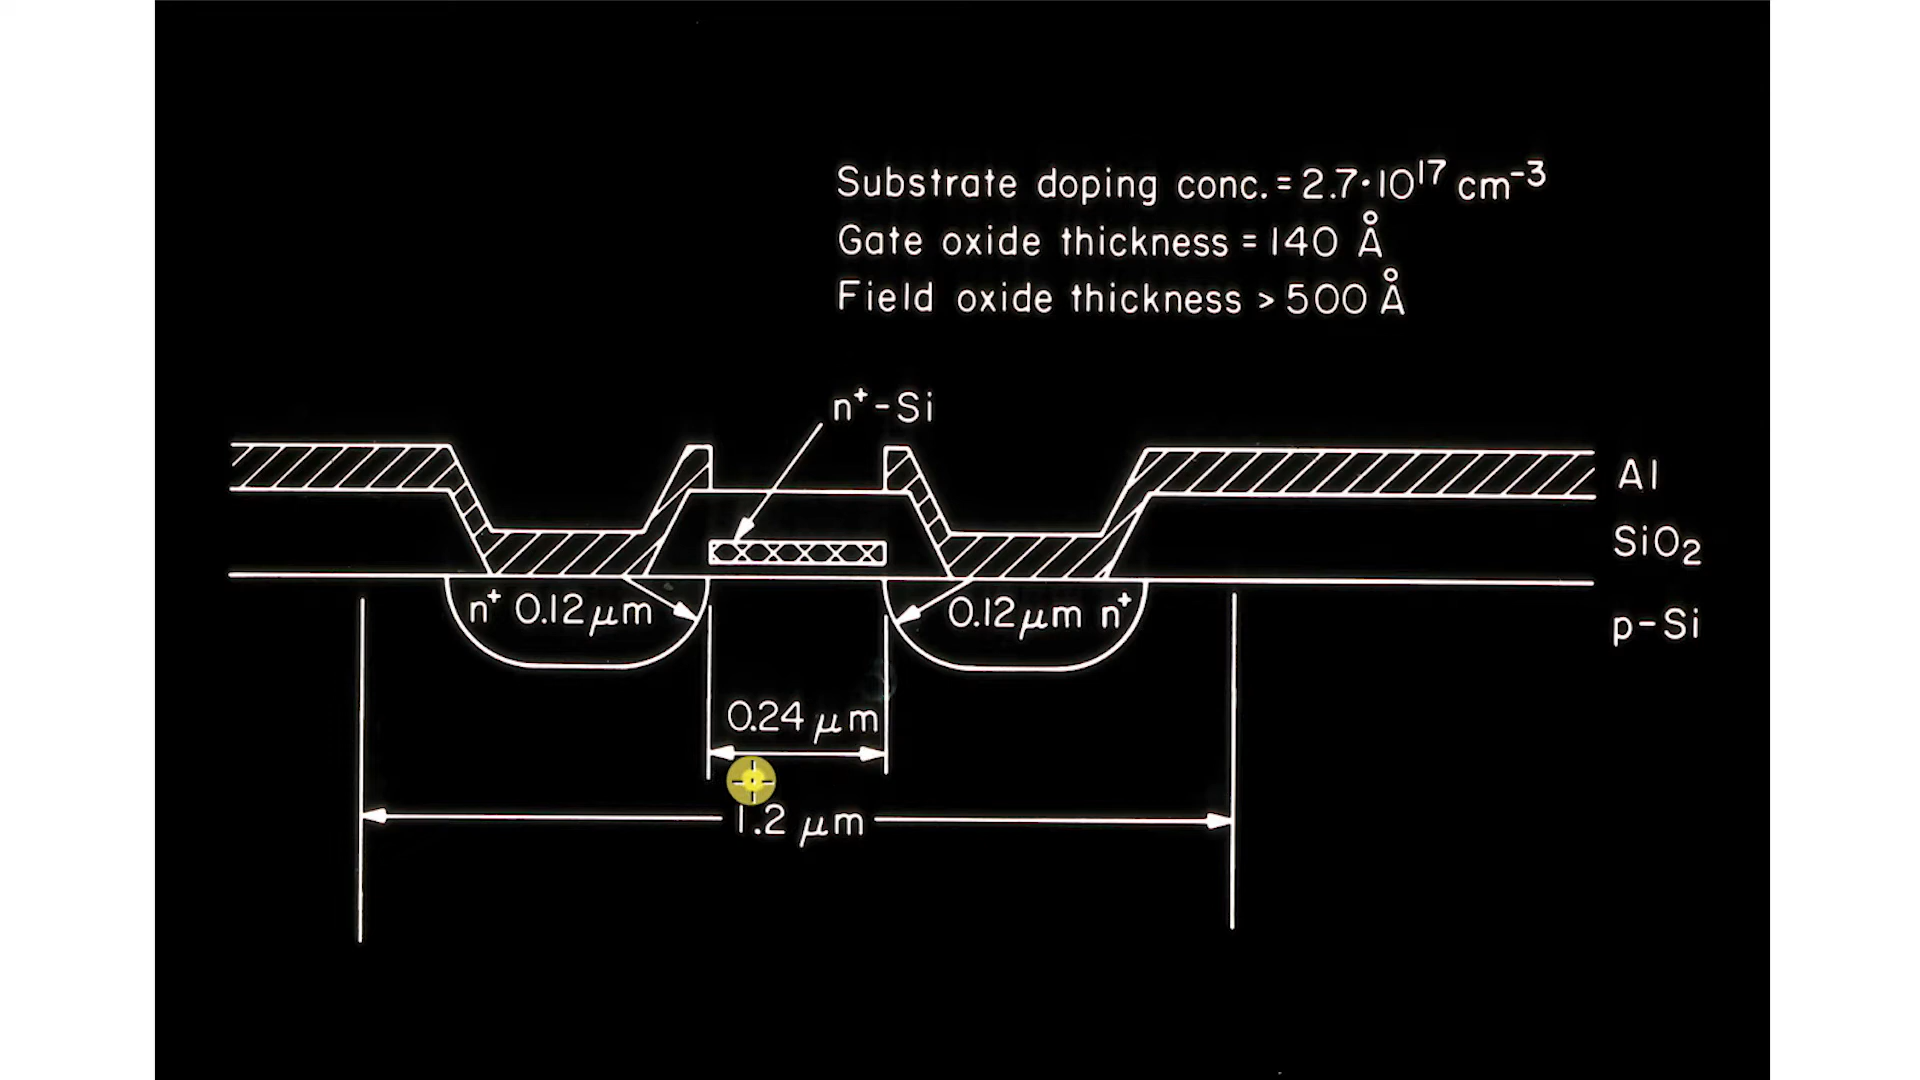 Substrate doping conc. = 2.7·10¹⁷ cm⁻³
Gate oxide thickness = 140 Å
Field oxide thickness > 500 Å
n⁺-Si
Al
SiO₂
n⁺ 0.12 μm
0.12 μm n⁺
p-Si
0.24 μm
1.2 μm